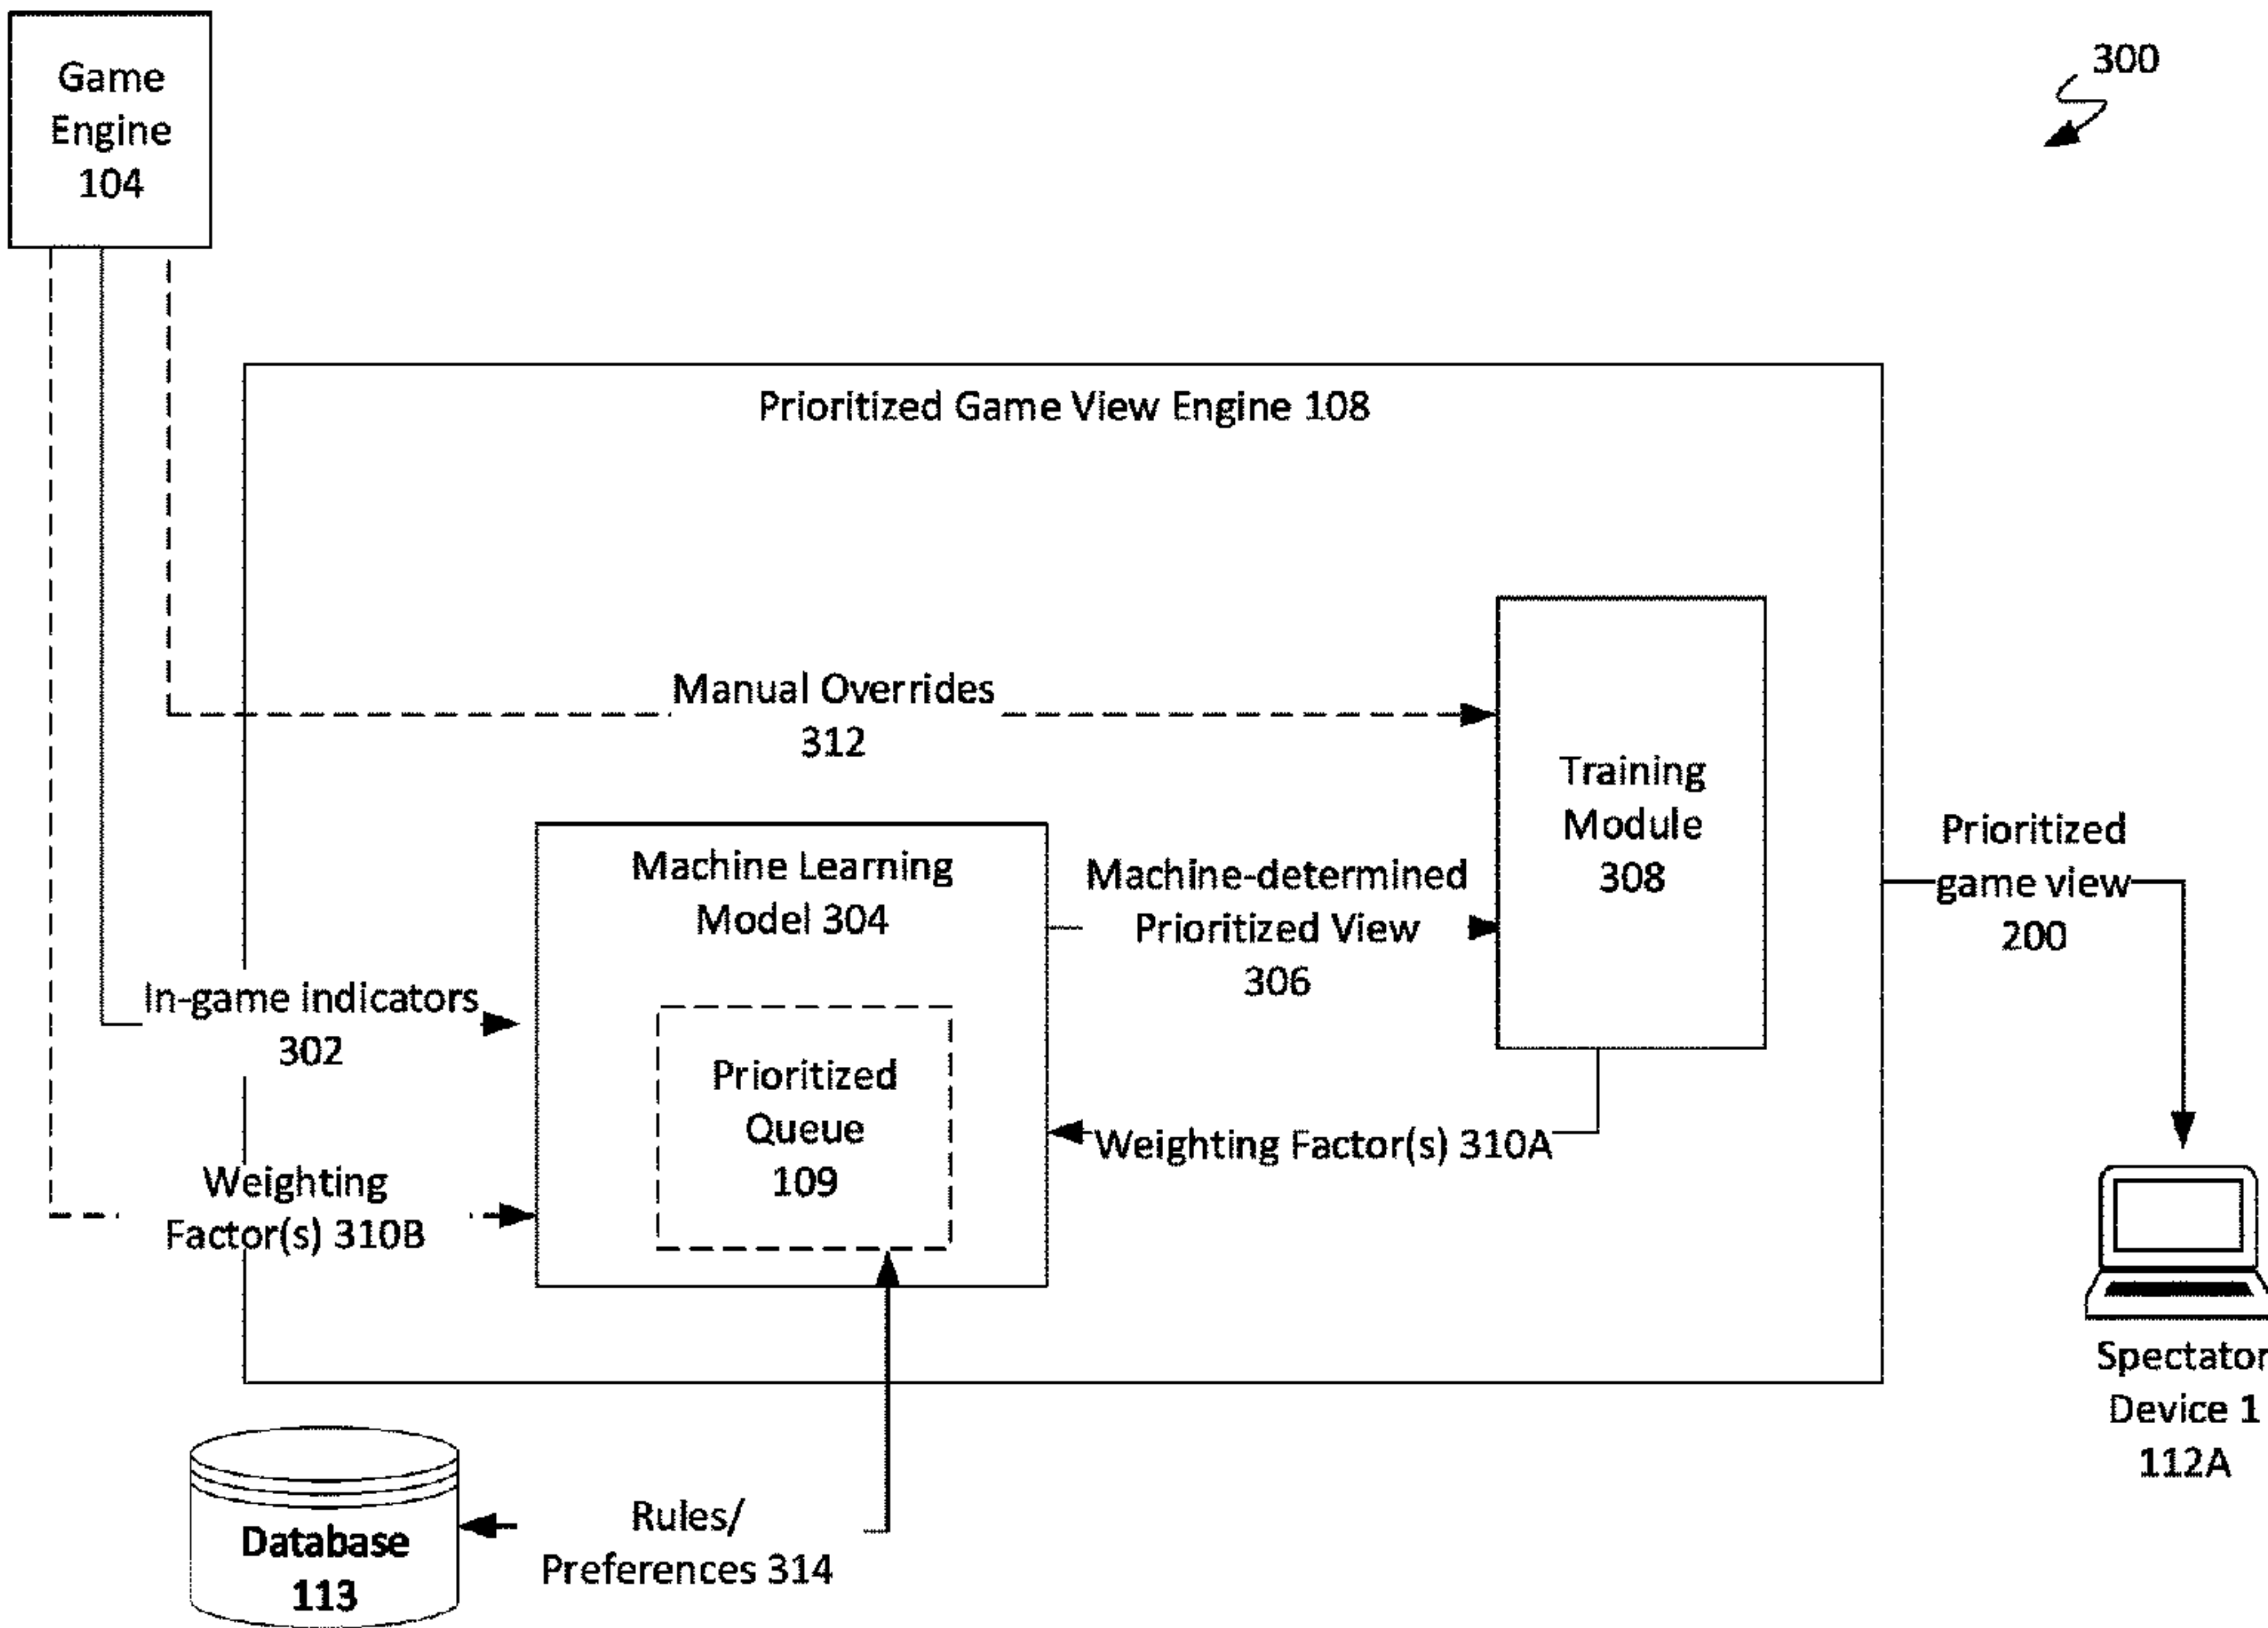 Game
Engine
104
300
Prioritized Game View Engine 108
Manual Overrides
312
Training
Module
308
Machine Learning
Model 304
Machine-determined
Prioritized View
306
Prioritized
game view
200
In-game indicators
302
Prioritized
Queue
109
Weighting Factor(s) 310A
Weighting
Factor(s) 310B
Spectator
Device 1
112A
Database
113
Rules/
Preferences 314